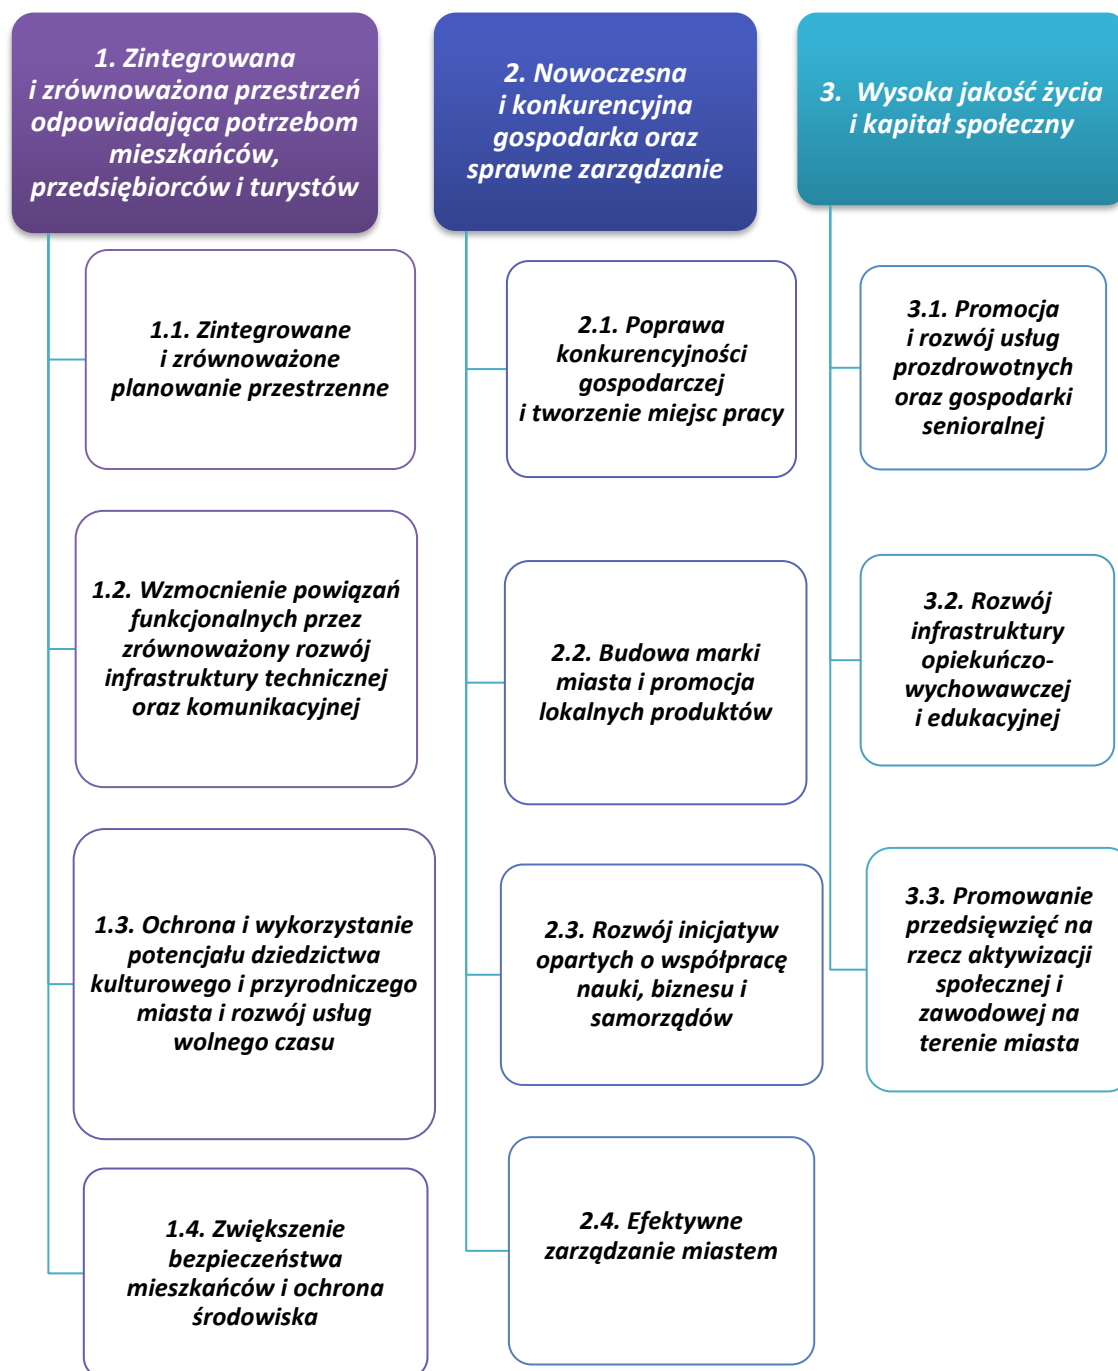 1. Zintegrowana
i zrównoważona przestrzeń
odpowiadająca potrzebom
mieszkańców,
przedsiębiorców i turystów
1.1. Zintegrowane
i zrównoważone
planowanie przestrzenne
1.2. Wzmocnienie powiązań
funkcjonalnych przez
zrównoważony rozwój
infrastruktury technicznej
oraz komunikacyjnej
1.3. Ochrona i wykorzystanie
potencjału dziedzictwa
kulturowego i przyrodniczego
miasta i rozwój usług
wolnego czasu
1.4. Zwiększenie
bezpieczeństwa
mieszkańców i ochrona
środowiska
2. Nowoczesna
i konkurencyjna
gospodarka oraz
sprawne zarządzanie
2.1. Poprawa
konkurencyjności
gospodarczej
i tworzenie miejsc pracy
2.2. Budowa marki
miasta i promocja
lokalnych produktów
2.3. Rozwój inicjatyw
opartych o współpracę
nauki, biznesu i
samorządów
2.4. Efektywne
zarządzanie miastem
3. Wysoka jakość życia
i kapitał społeczny
3.1. Promocja
i rozwój usług
prozdrowotnych
oraz gospodarki
senioralnej
3.2. Rozwój
infrastruktury
opiekuńczo-
wychowawczej
i edukacyjnej
3.3. Promowanie
przedsięwzięć na
rzecz aktywizacji
społecznej i
zawodowej na
terenie miasta